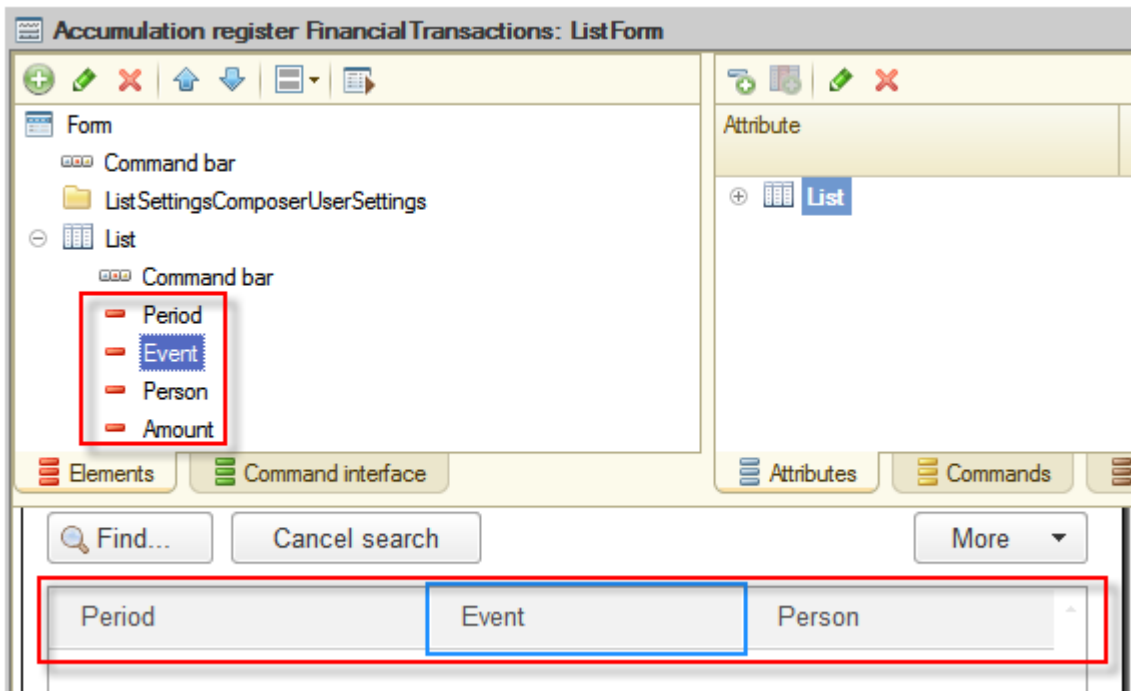 Accumulation register FinancialTransactions: ListForm
Form
Command bar
ListSettingsComposerUserSettings
List
Command bar
Period
Event
Person
Amount
Elements
Command interface
Attribute
List
Attributes
Commands
Find...
Cancel search
More
Period
Event
Person